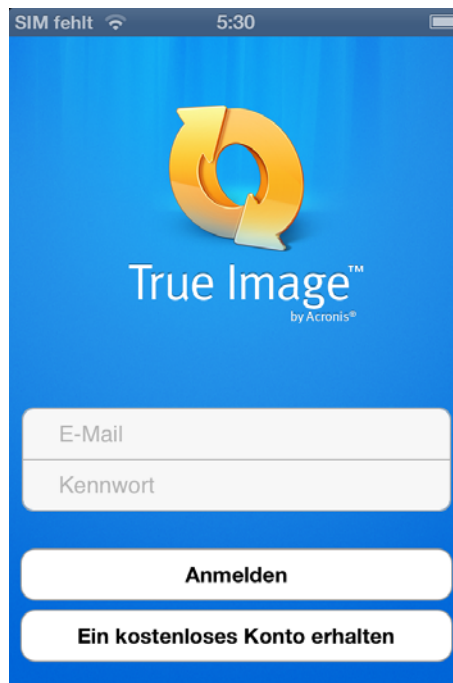 SIM fehlt 5:30
True Image™
by Acronis®
E-Mail
Kennwort
Anmelden
Ein kostenloses Konto erhalten